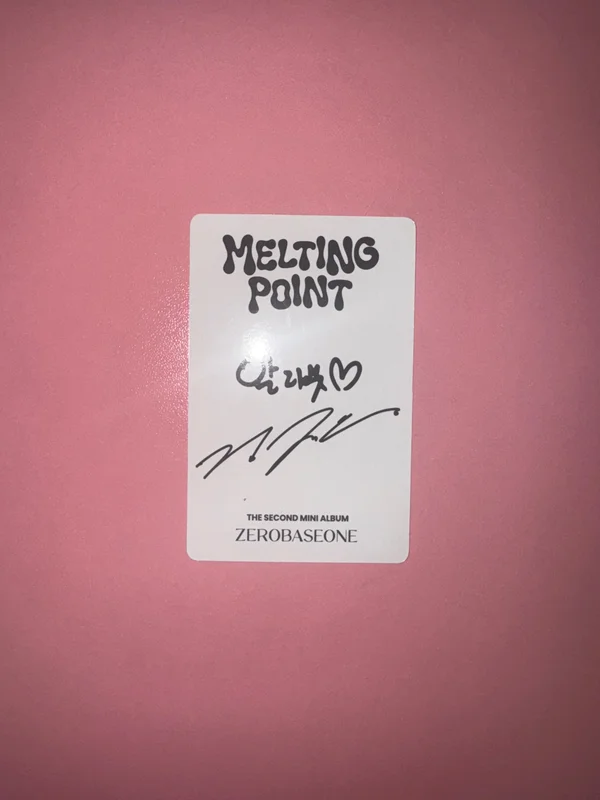 MELTING
POINT
THE SECOND MINI ALBUM
ZEROBASEONE